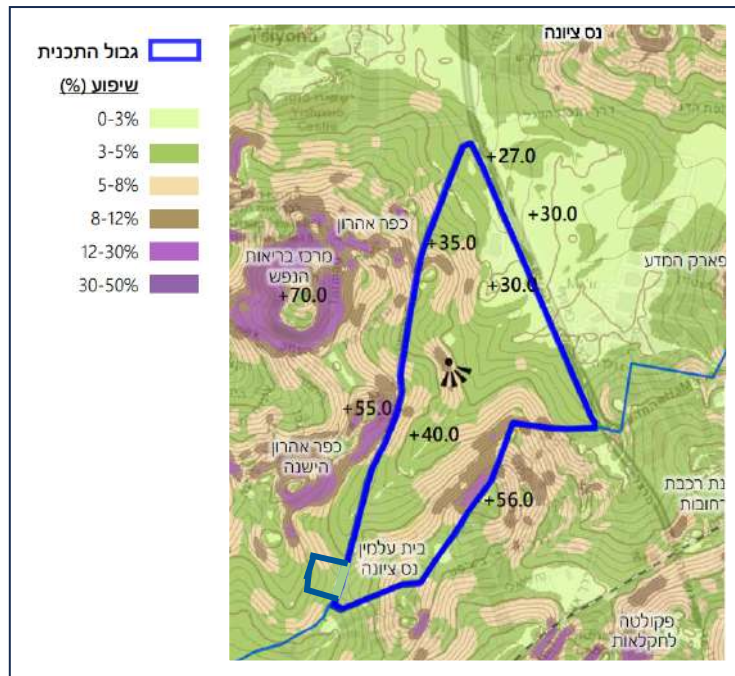 גבול התכנית
שיפוע (%)
0-3%
3-5%
5-8%
8-12%
12-30%
30-50%
נס ציונה
+27.0
+30.0
כפר אהרון
+35.0
מרכז בריאות
הנפש
+70.0
פארק המדע
+30.0
+55.0
+40.0
כפר אהרון
הישנה
+56.0
נת רכבת
רחובות
בית עלמין
נס ציונה
פקולטה
לחקלאות